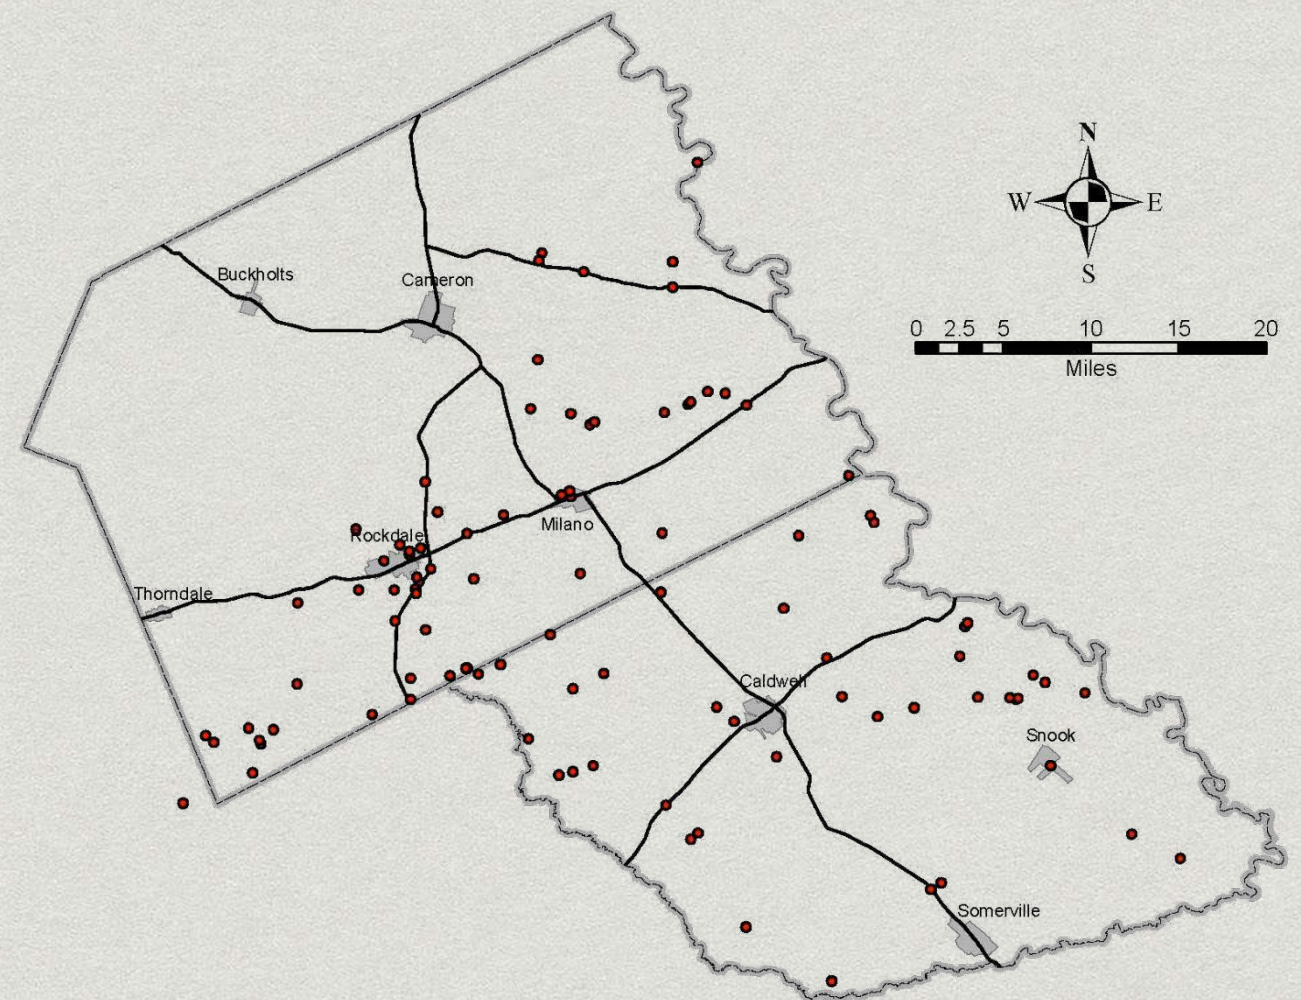 N
W E
S
Buckholts
Cameron
0 2.5 5 10 15 20
Miles
Milano
Rockdale
Thorndale
Caldwell
Snook
Somerville